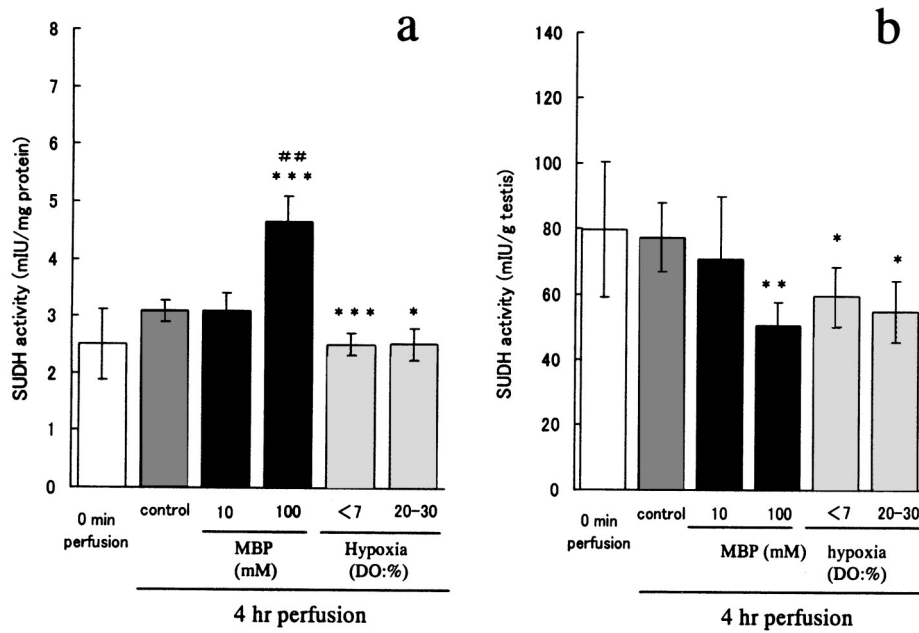 a
SUDH activity (mIU/mg protein)
8
7
6
5
4
3
2
1
0
##
***
***
*
0 min
perfusion
control
10
100
<7
20-30
MBP
(mM)
Hypoxia
(DO:%)
4 hr perfusion
b
SUDH activity (mIU/g testis)
140
120
100
80
60
40
20
0
**
*
*
0 min
perfusion
control
10
100
<7
20-30
MBP (mM)
hypoxia
(DO:%)
4 hr perfusion